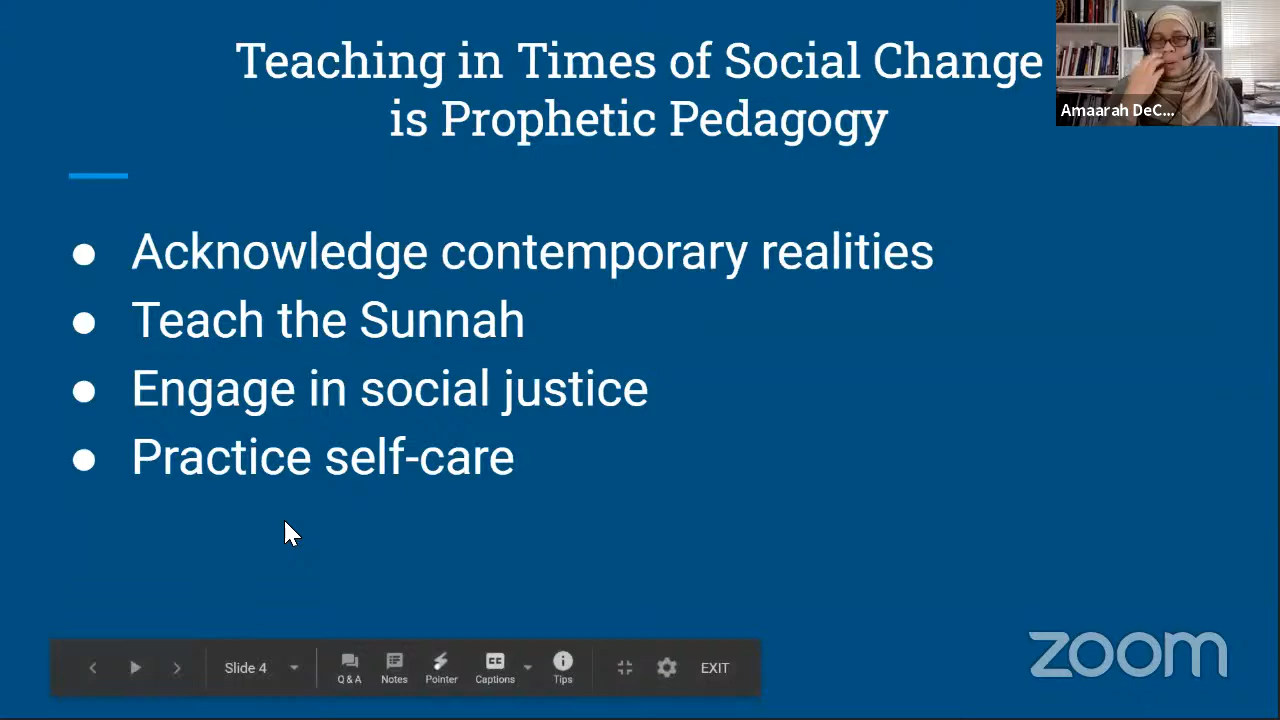 Teaching in Times of Social Change
is Prophetic Pedagogy
Amaarah DeC...
● Acknowledge contemporary realities
● Teach the Sunnah
● Engage in social justice
● Practice self-care
Slide 4
Q & A
Notes
Pointer
CC
Captions
Tips
EXIT
zoom